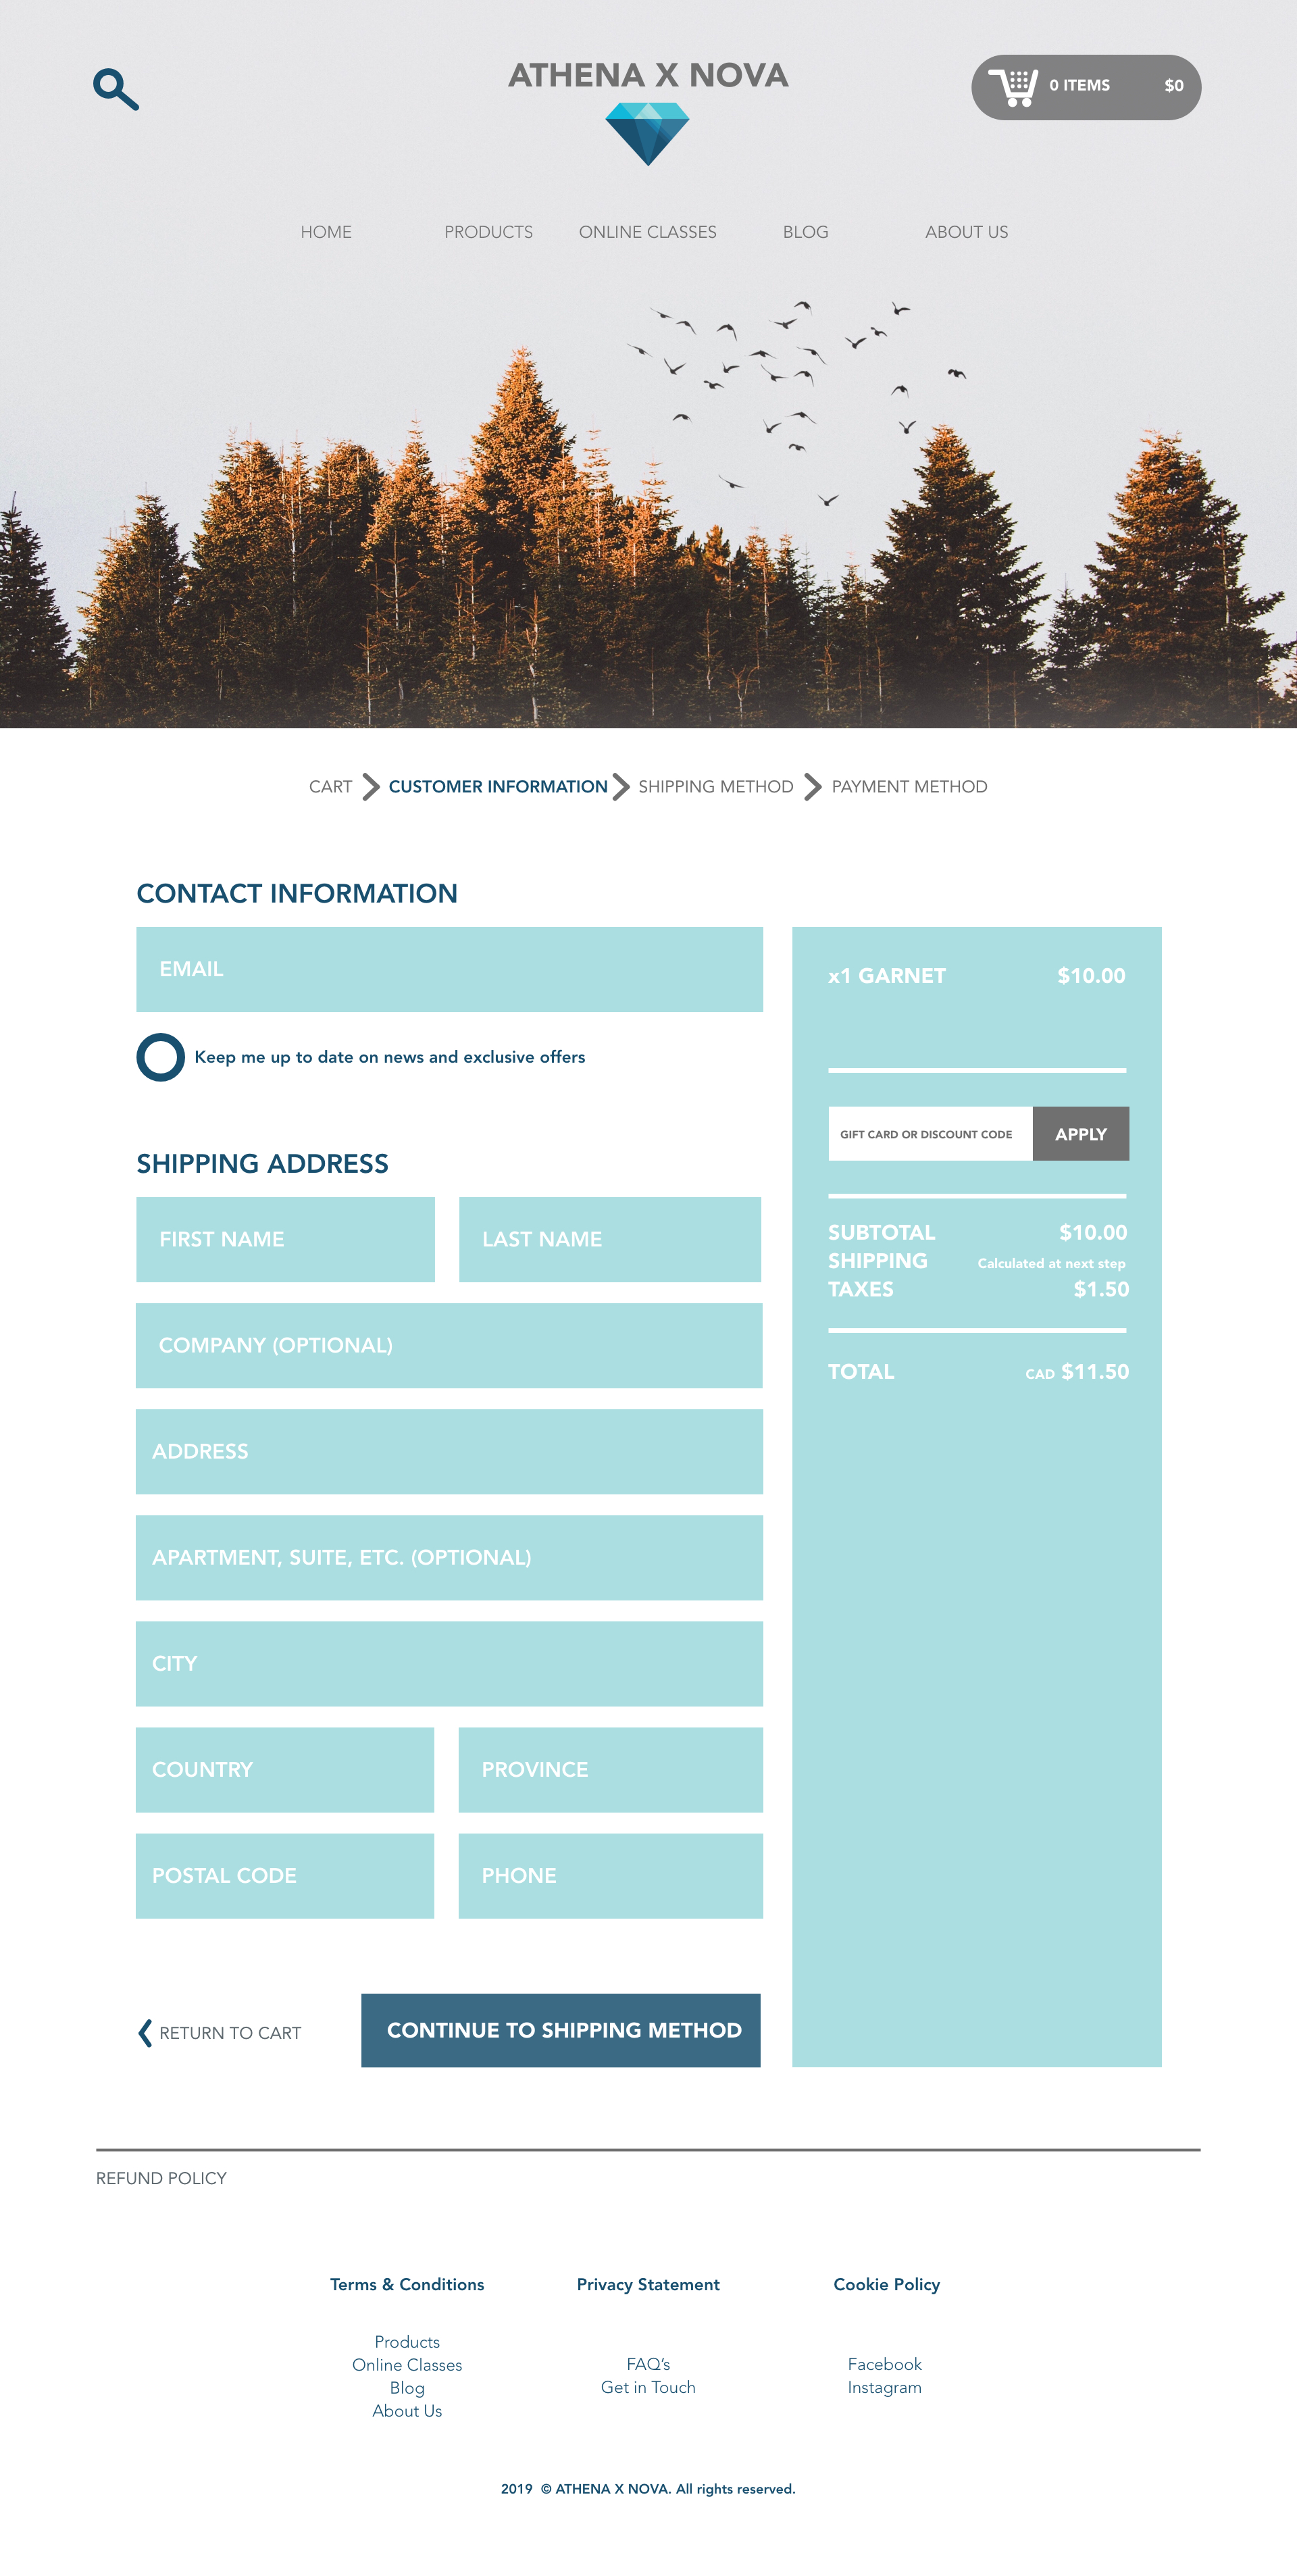 ATHENA X NOVA
0 ITEMS $0
HOME PRODUCTS ONLINE CLASSES BLOG ABOUT US
CART CUSTOMER INFORMATION SHIPPING METHOD PAYMENT METHOD
CONTACT INFORMATION
EMAIL
Keep me up to date on news and exclusive offers
SHIPPING ADDRESS
FIRST NAME LAST NAME
COMPANY (OPTIONAL)
ADDRESS
APARTMENT, SUITE, ETC. (OPTIONAL)
CITY
COUNTRY PROVINCE
POSTAL CODE PHONE
RETURN TO CART CONTINUE TO SHIPPING METHOD
x1 GARNET $10.00
GIFT CARD OR DISCOUNT CODE APPLY
SUBTOTAL $10.00
SHIPPING Calculated at next step
TAXES $1.50
TOTAL CAD $11.50
REFUND POLICY
Terms & Conditions Privacy Statement Cookie Policy
Products
Online Classes FAQ’s Facebook
Blog Get in Touch Instagram
About Us
2019 © ATHENA X NOVA. All rights reserved.